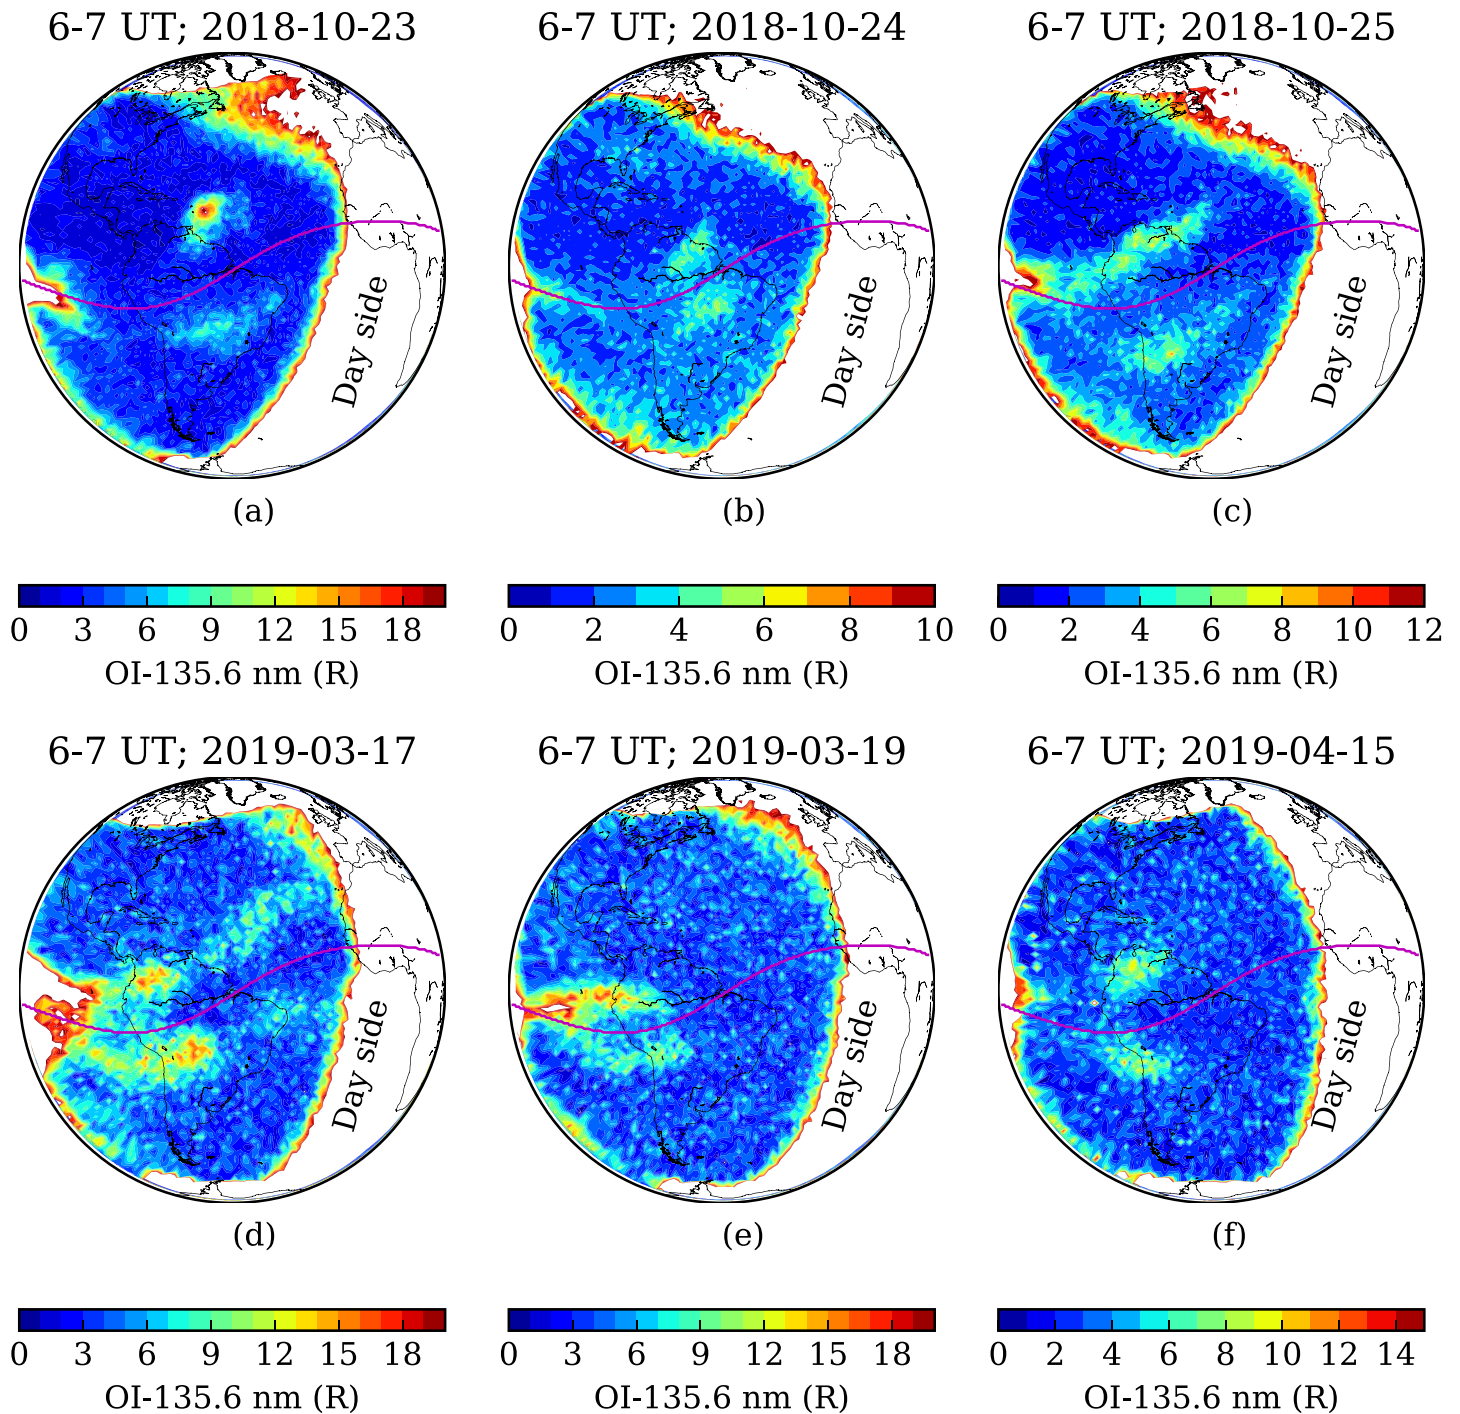 6-7 UT; 2018-10-23
6-7 UT; 2018-10-24
6-7 UT; 2018-10-25
Day side
Day side
Day side
(a)
(b)
(c)
0 3 6 9 12 15 18
0 2 4 6 8 10
0 2 4 6 8 10 12
OI-135.6 nm (R)
OI-135.6 nm (R)
OI-135.6 nm (R)
6-7 UT; 2019-03-17
6-7 UT; 2019-03-19
6-7 UT; 2019-04-15
Day side
Day side
Day side
(d)
(e)
(f)
0 3 6 9 12 15 18
0 3 6 9 12 15 18
0 2 4 6 8 10 12 14
OI-135.6 nm (R)
OI-135.6 nm (R)
OI-135.6 nm (R)